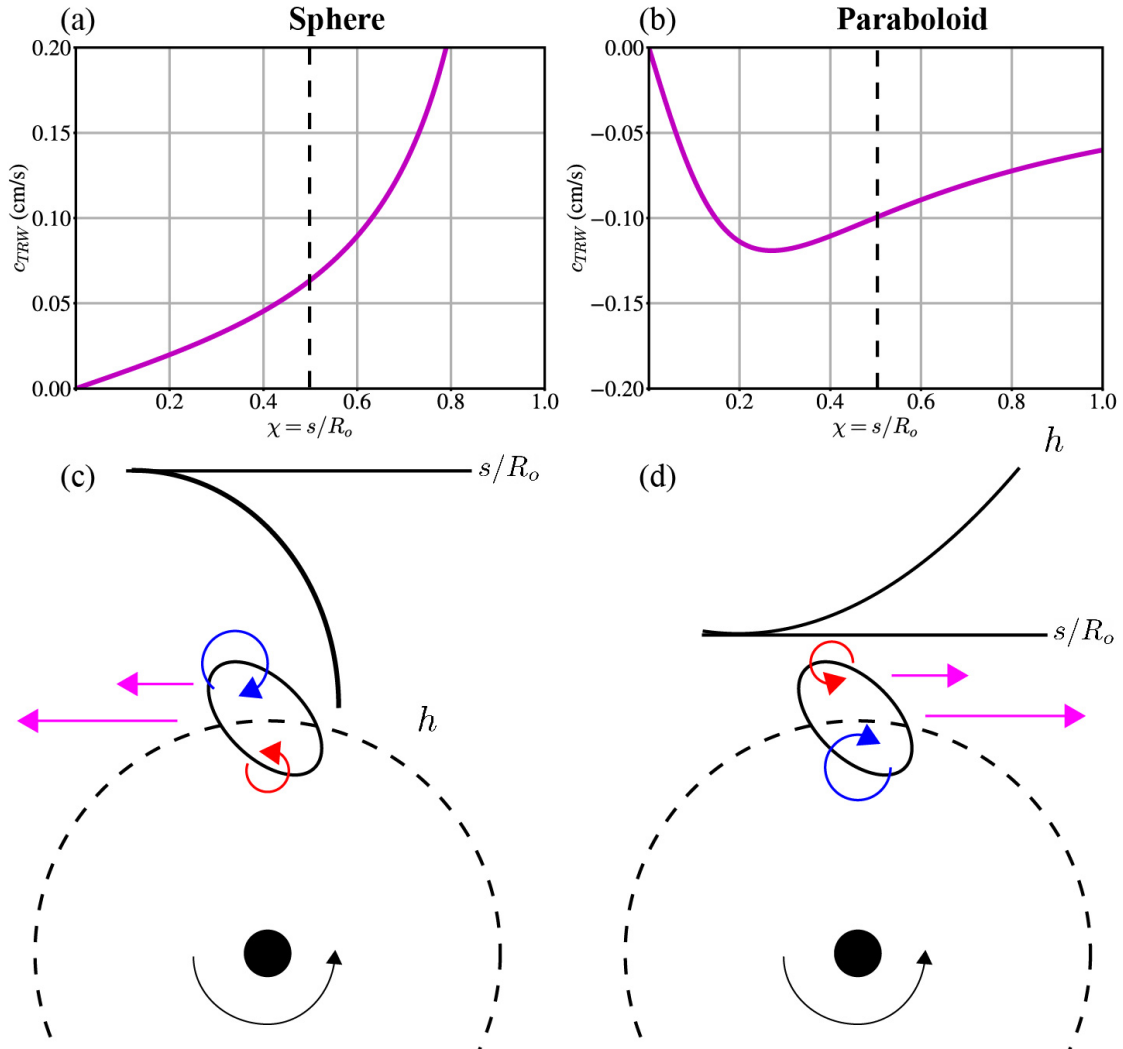 (a) Sphere
0.20
0.15
0.10
0.05
0.00
c_TRW (cm/s)
0.2 0.4 0.6 0.8 1.0
χ = s/R_o
(b) Paraboloid
0.00
−0.05
−0.10
−0.15
−0.20
c_TRW (cm/s)
0.2 0.4 0.6 0.8 1.0
χ = s/R_o
(c)
s/R_o
h
(d)
h
s/R_o